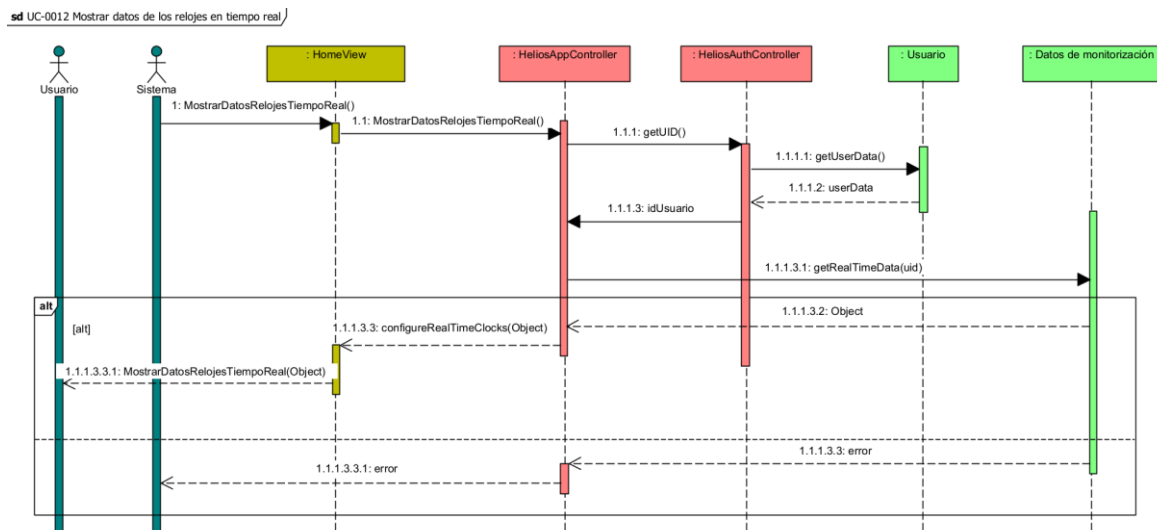 sd UC-0012 Mostrar datos de los relojes en tiempo real
Usuario
Sistema
: HomeView
: HeliosAppController
: HeliosAuthController
: Usuario
: Datos de monitorización
1: MostrarDatosRelojesTiempoReal()
1.1: MostrarDatosRelojesTiempoReal()
1.1.1: getUID()
1.1.1.1: getUserData()
1.1.1.2: userData
1.1.1.3: idUsuario
1.1.1.3.1: getRealTimeData(uid)
alt
[alt]
1.1.1.3.2: Object
1.1.1.3.3: configureRealTimeClocks(Object)
1.1.1.3.3.1: MostrarDatosRelojesTiempoReal(Object)
1.1.1.3.3: error
1.1.1.3.3.1: error